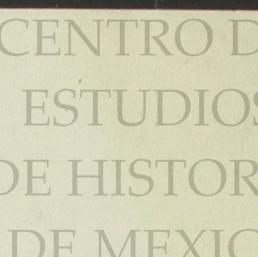 CENTRO D
ESTUDIOS
DE HISTOR
DE MEXIC